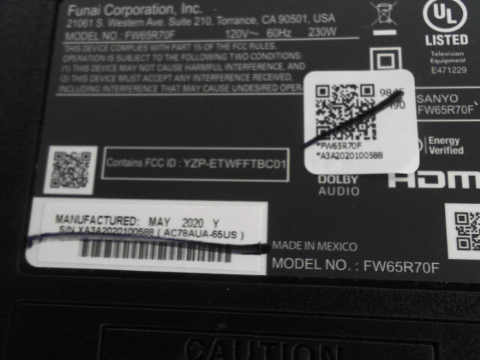 Funai Corporation, Inc.
21061 S. Western Ave. Suite 210, Torrance, CA 90501, USA
MODEL NO.: FW65R70F 120V~ 60Hz 230W
THIS DEVICE COMPLIES WITH PART 15 OF THE FCC RULES.
OPERATION IS SUBJECT TO THE FOLLOWING TWO CONDITIONS:
(1) THIS DEVICE MAY NOT CAUSE HARMFUL INTERFERENCE, AND
(2) THIS DEVICE MUST ACCEPT ANY INTERFERENCE RECEIVED,
INCLUDING INTERFERENCE THAT MAY CAUSE UNDESIRED
UL
LISTED
Television
Equipment
E471229
*FW65R70F
*A3A20201005BB
SANYO
FW65R70F
Energy
Verified
Contains FCC ID : YZP-ETWFFTBC01
DOLBY
AUDIO
HDMI
MANUFACTURED: MAY 2020 Y
S/N XA3A20201005BB ( AC78AUA-65US )
MADE IN MEXICO
MODEL NO. : FW65R70F
CAUTION